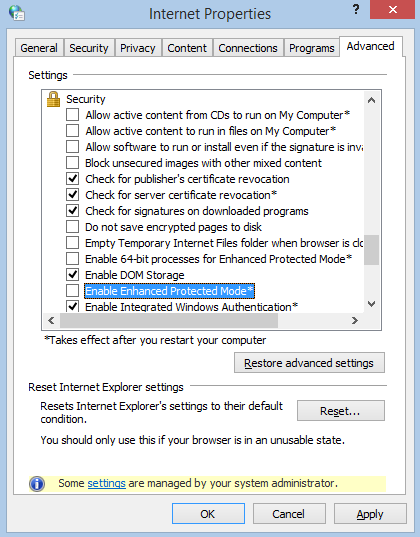 Internet Properties
? 
General Security Privacy Content Connections Programs Advanced
Settings
Security
Allow active content from CDs to run on My Computer*
Allow active content to run in files on My Computer*
Allow software to run or install even if the signature is inva
Block unsecured images with other mixed content
Check for publisher's certificate revocation
Check for server certificate revocation*
Check for signatures on downloaded programs
Do not save encrypted pages to disk
Empty Temporary Internet Files folder when browser is clo
Enable 64-bit processes for Enhanced Protected Mode*
Enable DOM Storage
Enable Enhanced Protected Mode*
Enable Integrated Windows Authentication*
*Takes effect after you restart your computer
Restore advanced settings
Reset Internet Explorer settings
Resets Internet Explorer's settings to their default
condition.
Reset...
You should only use this if your browser is in an unusable state.
Some settings are managed by your system administrator.
OK Cancel Apply